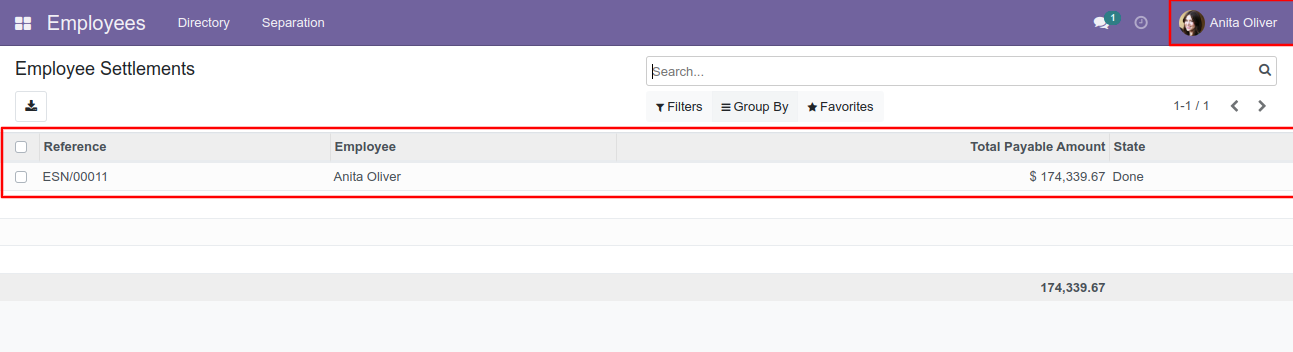 Employees Directory Separation 1 Anita Oliver
Employee Settlements
Search...
Filters Group By Favorites 1-1 / 1
Reference Employee Total Payable Amount State
ESN/00011 Anita Oliver $ 174,339.67 Done
174,339.67